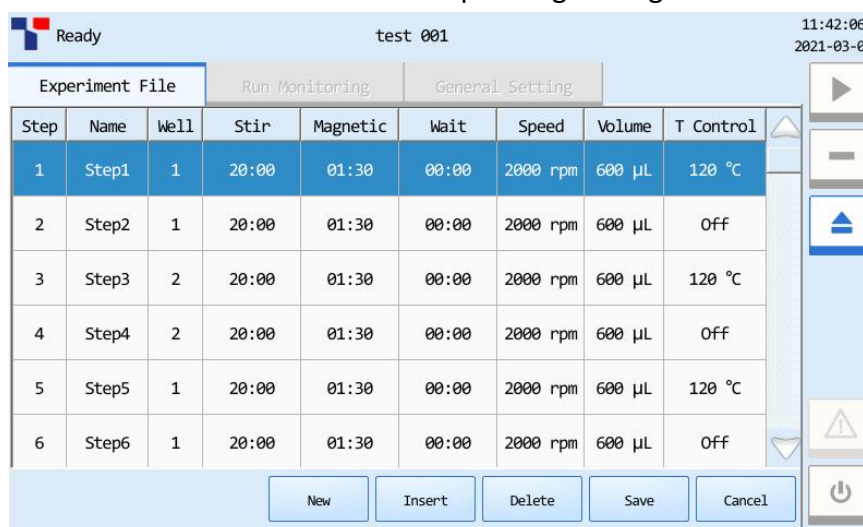 Ready test 001 11:42:06
2021-03-0
Experiment File Run Monitoring General Setting
Step Name Well Stir Magnetic Wait Speed Volume T Control
1 Step1 1 20:00 01:30 00:00 2000 rpm 600 µL 120 ℃
2 Step2 1 20:00 01:30 00:00 2000 rpm 600 µL Off
3 Step3 2 20:00 01:30 00:00 2000 rpm 600 µL 120 ℃
4 Step4 2 20:00 01:30 00:00 2000 rpm 600 µL Off
5 Step5 1 20:00 01:30 00:00 2000 rpm 600 µL 120 ℃
6 Step6 1 20:00 01:30 00:00 2000 rpm 600 µL Off
New Insert Delete Save Cancel